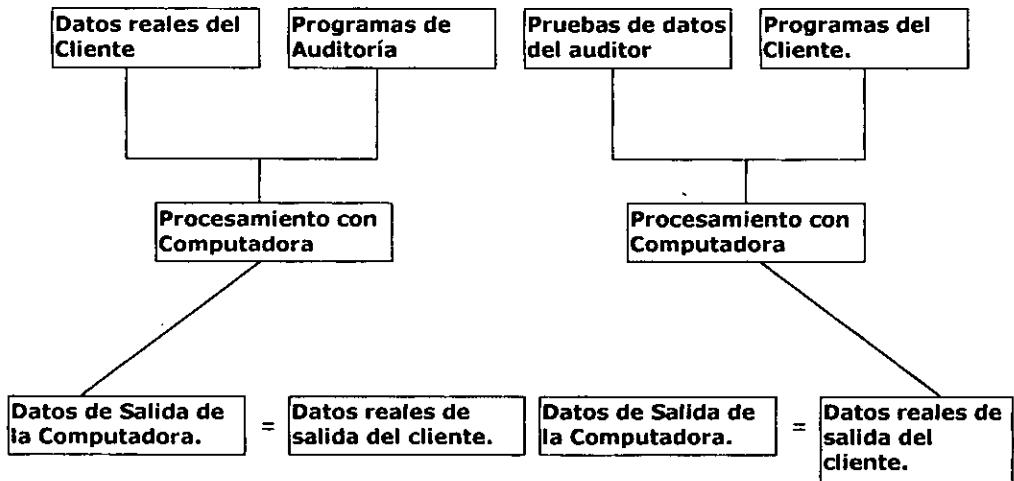 Datos reales del
Cliente
Programas de
Auditoría
Pruebas de datos
del auditor
Programas del
Cliente.
Procesamiento con
Computadora
Procesamiento con
Computadora
Datos de Salida de
la Computadora.
=
Datos reales de
salida del cliente.
Datos de Salida de
la Computadora.
=
Datos reales de
salida del
cliente.